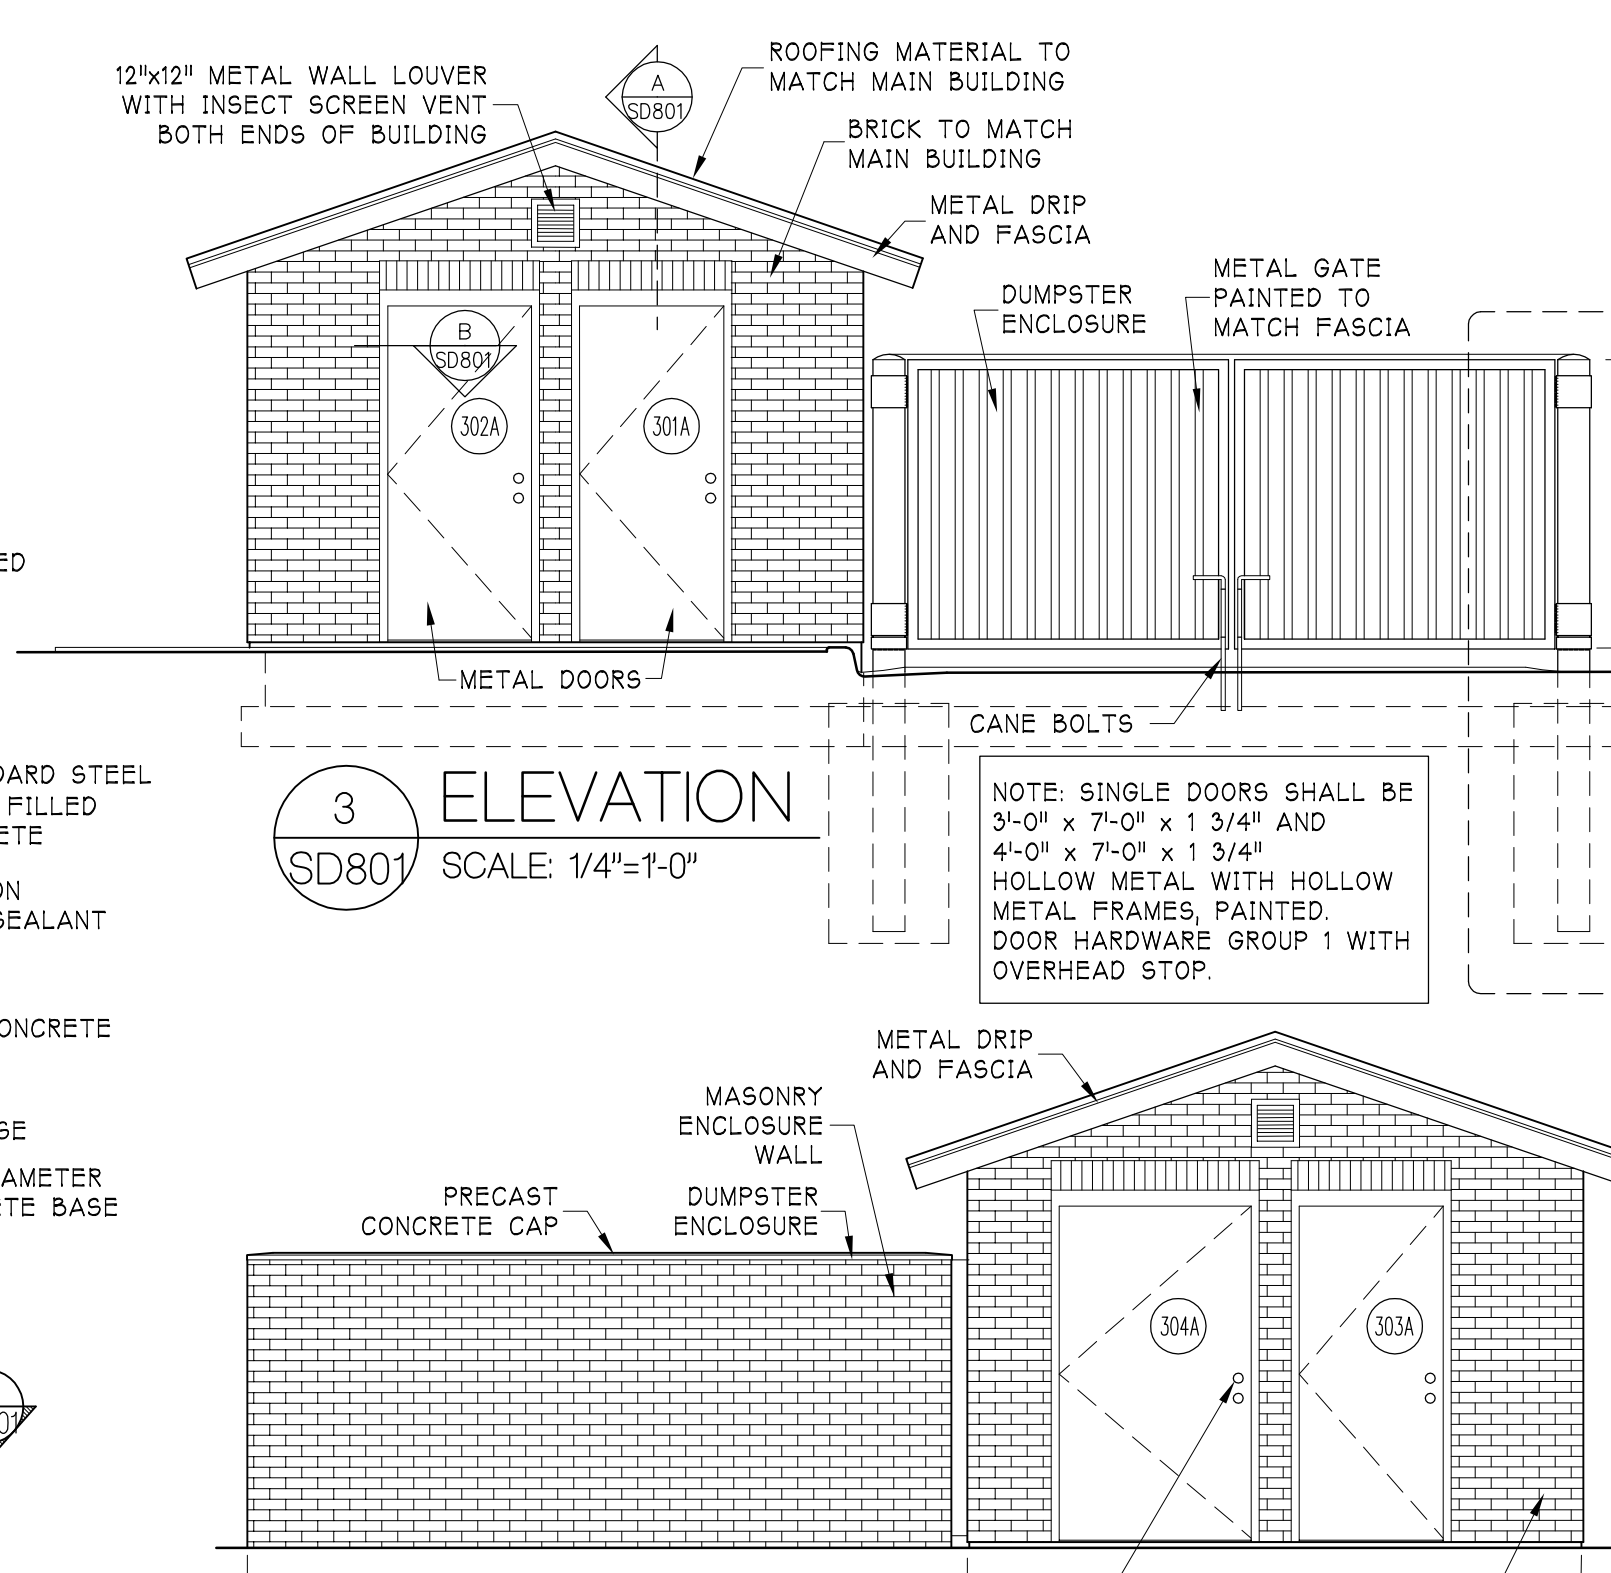 12"x12" METAL WALL LOUVER
WITH INSECT SCREEN VENT
BOTH ENDS OF BUILDING
A
SD801
ROOFING MATERIAL TO
MATCH MAIN BUILDING
BRICK TO MATCH
MAIN BUILDING
METAL DRIP
AND FASCIA
DUMPSTER
ENCLOSURE
METAL GATE
PAINTED TO
MATCH FASCIA
B
SD801
302A
301A
ED
METAL DOORS
CANE BOLTS
DARD STEEL
FILLED
ETE
ON
SEALANT
3
SD801
ELEVATION
SCALE: 1/4"=1'-0"
NOTE: SINGLE DOORS SHALL BE
3'-0" x 7'-0" x 1 3/4" AND
4'-0" x 7'-0" x 1 3/4"
HOLLOW METAL WITH HOLLOW
METAL FRAMES, PAINTED.
DOOR HARDWARE GROUP 1 WITH
OVERHEAD STOP.
ONCRETE
METAL DRIP
AND FASCIA
MASONRY
ENCLOSURE
WALL
SE
AMETER
ETE BASE
PRECAST
CONCRETE CAP
DUMPSTER
ENCLOSURE
304A
303A
01